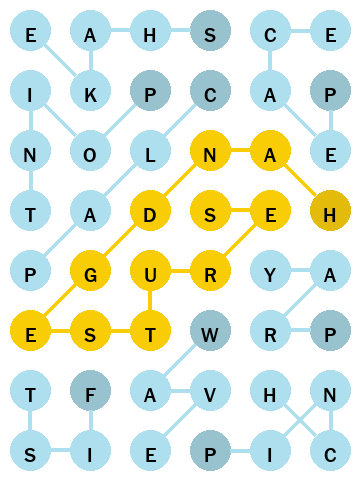 E A H S C E
I K P C A P
N O L N A E
T A D S E H
P G U R Y A
E S T W R P
T F A V H N
S I E P I C